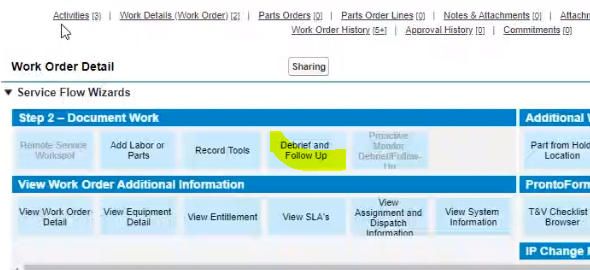 Activities [3] | Work Details (Work Order) [2] | Parts Orders [0] | Parts Order Lines [0] | Notes & Attachments [0] | Attachm
Work Order History [5+] | Approval History [0] | Commitments [0]
Work Order Detail
Sharing
Service Flow Wizards
Step 2 – Document Work
Remote Service
Workspot
Add Labor or
Parts
Record Tools
Debrief and
Follow Up
Proactive
Monitor
Debrief/Follow-
Up
Additional W
Part from Hold
Location
View Work Order Additional Information
View Work Order
Detail
View Equipment
Detail
View Entitlement
View SLA's
View
Assignment and
Dispatch
Information
View System
Information
ProntoForm
T&V Checklist
Browser
IP Change